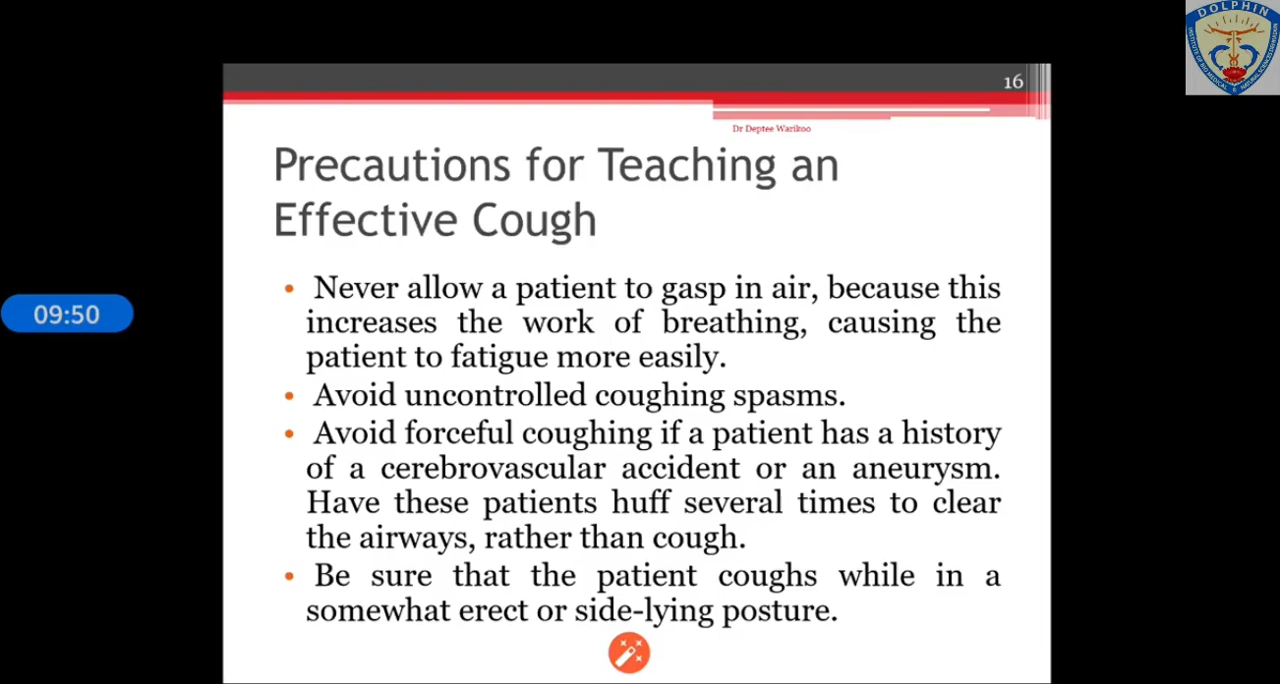 DOLPHIN
16
Dr Deptee Warikoo
Precautions for Teaching an
Effective Cough
• Never allow a patient to gasp in air, because this
increases the work of breathing, causing the
patient to fatigue more easily.
09:50
• Avoid uncontrolled coughing spasms.
• Avoid forceful coughing if a patient has a history
of a cerebrovascular accident or an aneurysm.
Have these patients huff several times to clear
the airways, rather than cough.
• Be sure that the patient coughs while in a
somewhat erect or side-lying posture.